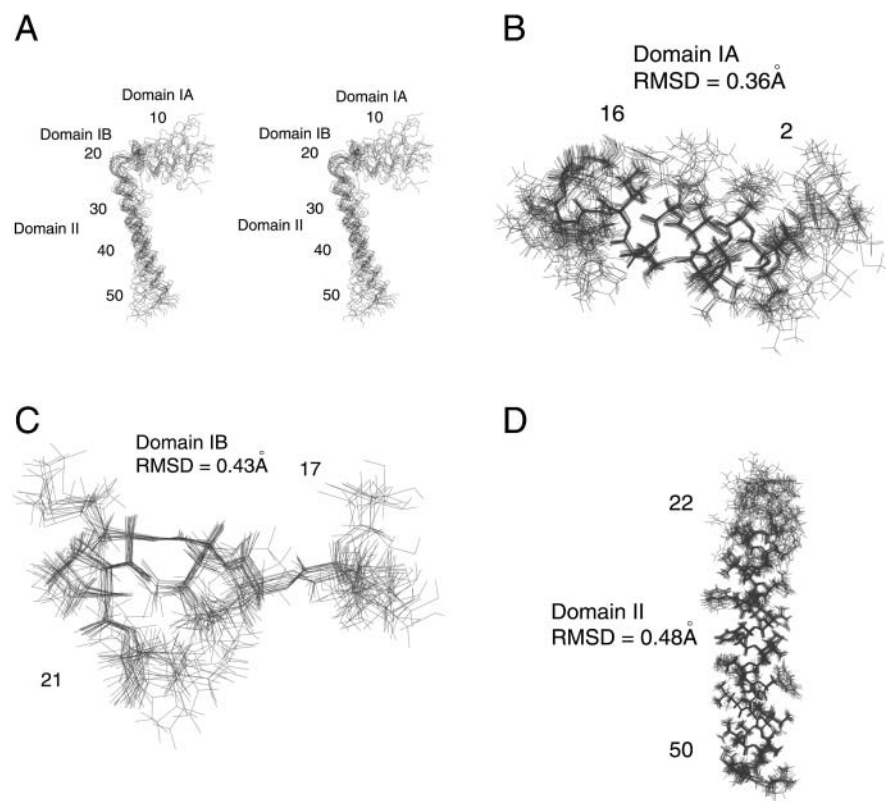 A
Domain IA
10
Domain IB
20
30
Domain II
40
50
Domain IA
10
Domain IB
20
30
Domain II
40
50
B
Domain IA
RMSD = 0.36Å
16
2
C
Domain IB
RMSD = 0.43Å
17
21
D
22
Domain II
RMSD = 0.48Å
50